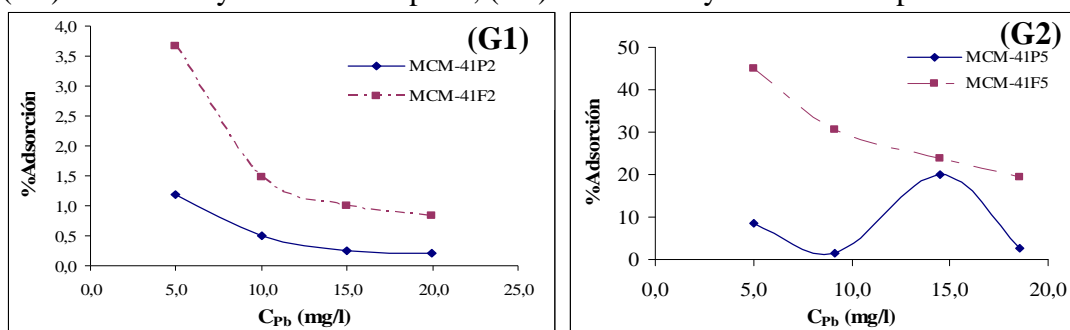 (G1)
4,0
3,5
3,0
2,5
2,0
1,5
1,0
0,5
0,0
%Adsorción
MCM-41P2
MCM-41F2
0,0 5,0 10,0 15,0 20,0 25,0
C_Pb (mg/l)
(G2)
50
40
30
20
10
0
%Adsorción
MCM-41P5
MCM-41F5
0,0 5,0 10,0 15,0 20,0
C_Pb (mg/l)